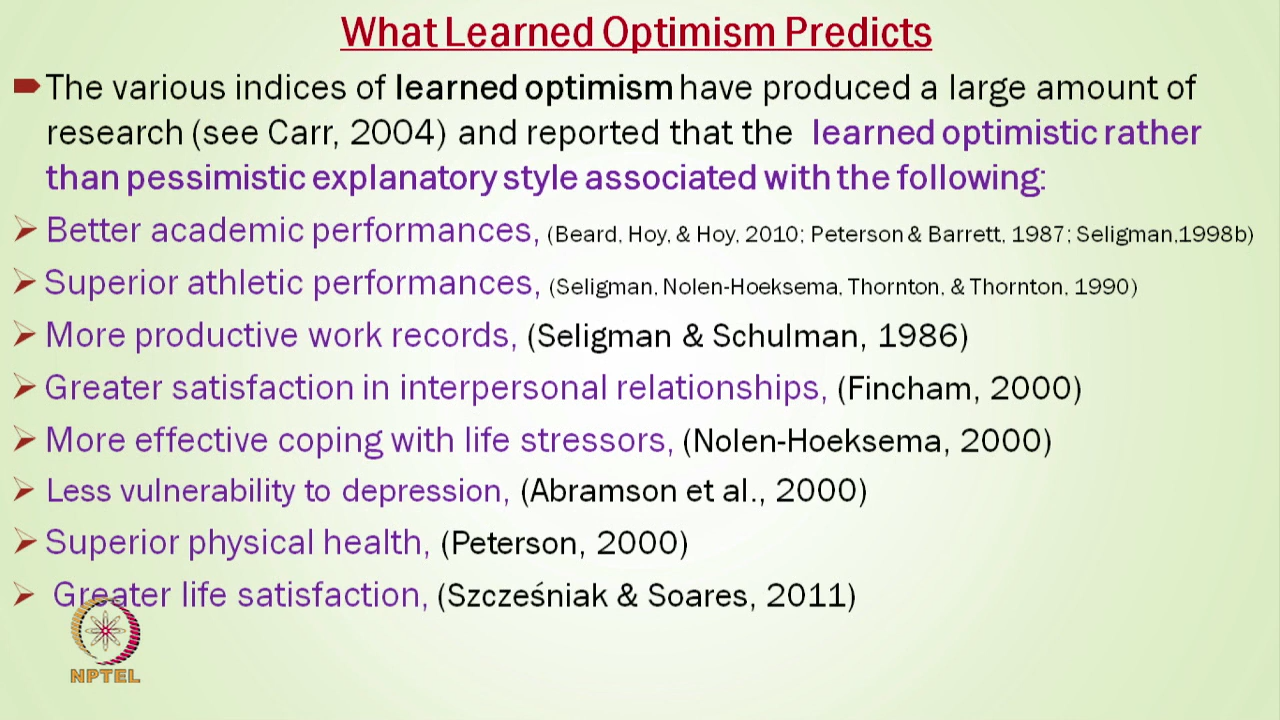 What Learned Optimism Predicts
The various indices of learned optimism have produced a large amount of
research (see Carr, 2004) and reported that the learned optimistic rather
than pessimistic explanatory style associated with the following:
Better academic performances, (Beard, Hoy, & Hoy, 2010; Peterson & Barrett, 1987; Seligman,1998b)
Superior athletic performances, (Seligman, Nolen-Hoeksema, Thornton, & Thornton, 1990)
More productive work records, (Seligman & Schulman, 1986)
Greater satisfaction in interpersonal relationships, (Fincham, 2000)
More effective coping with life stressors, (Nolen-Hoeksema, 2000)
Less vulnerability to depression, (Abramson et al., 2000)
Superior physical health, (Peterson, 2000)
Greater life satisfaction, (Szcześniak & Soares, 2011)
NPTEL